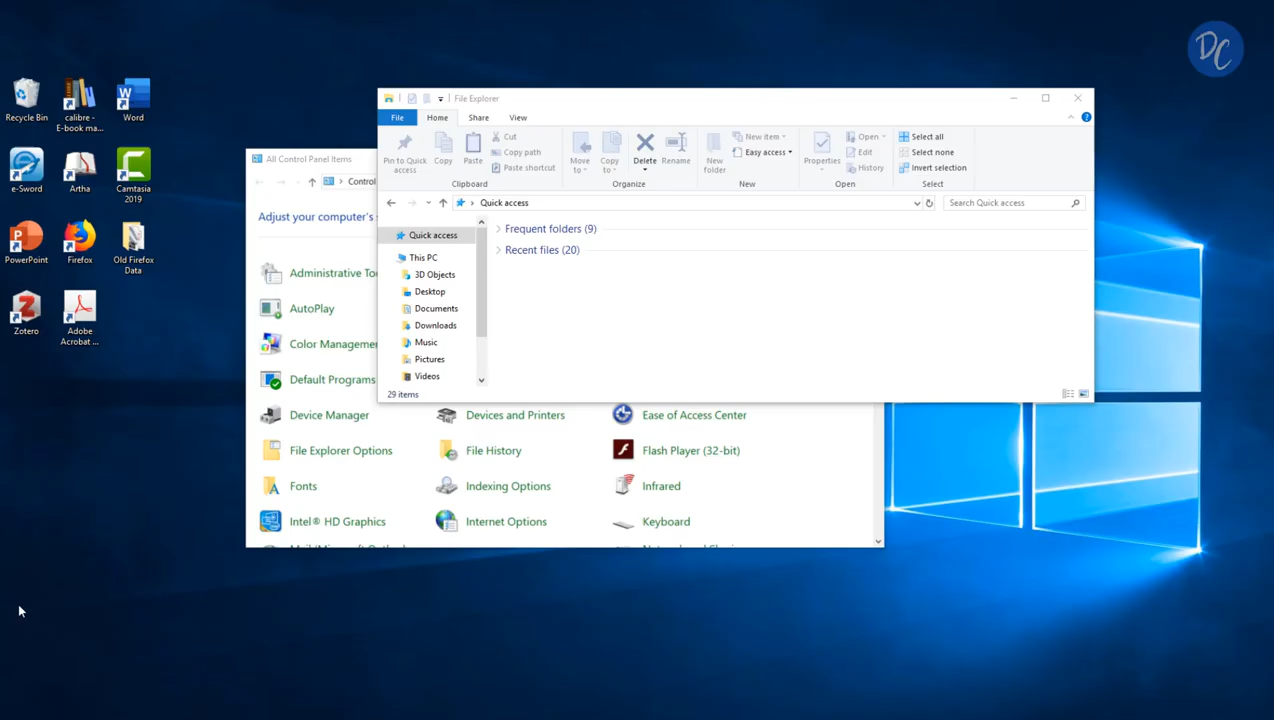 DC
Recycle Bin
calibre -
E-book ma...
Word
e-Sword
Artha
Camtasia
2019
PowerPoint
Firefox
Old Firefox
Data
Zotero
Adobe
Acrobat ...
File Explorer
File
Home
Share
View
Pin to Quick
access
Copy
Paste
Cut
Copy path
Paste shortcut
Clipboard
Move
to
Copy
to
Delete
Rename
Organize
New
folder
New item
Easy access
New
Properties
Open
Edit
History
Open
Select all
Select none
Invert selection
Select
Quick access
Search Quick access
Quick access
This PC
3D Objects
Desktop
Documents
Downloads
Music
Pictures
Videos
Frequent folders (9)
Recent files (20)
29 items
All Control Panel Items
Control
Adjust your computer's
Administrative
AutoPlay
Color
Default Programs
Device Manager
Devices and Printers
Ease of Access Center
File Explorer Options
File History
Flash Player (32-bit)
Fonts
Indexing Options
Infrared
Intel® HD Graphics
Internet Options
Keyboard